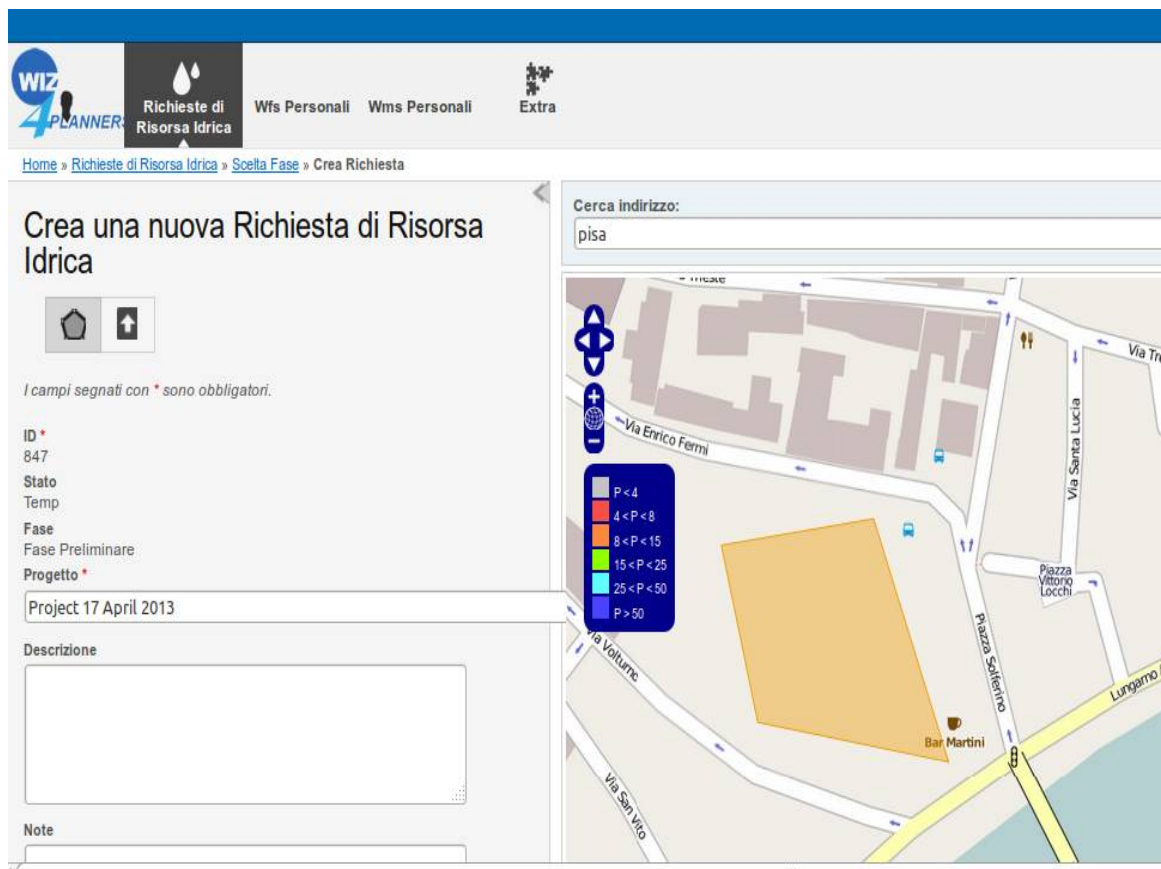 WIZ
4PLANNERS
Richieste di
Risorsa Idrica
Wfs Personali
Wms Personali
Extra
Home » Richieste di Risorsa Idrica » Scelta Fase » Crea Richiesta
Crea una nuova Richiesta di Risorsa
Idrica
I campi segnati con * sono obbligatori.
ID *
847
Stato
Temp
Fase
Fase Preliminare
Progetto *
Project 17 April 2013
Descrizione
Note
Cerca indirizzo:
pisa
Trieste
Via Tre
Via Enrico Fermi
Via Santa Lucia
P < 4
4 < P < 8
8 < P < 15
15 < P < 25
25 < P < 50
P > 50
Piazza
Vittorio
Locchi
Via Volturno
Piazza Solferino
Lungarno
Bar Martini
Via San Vito